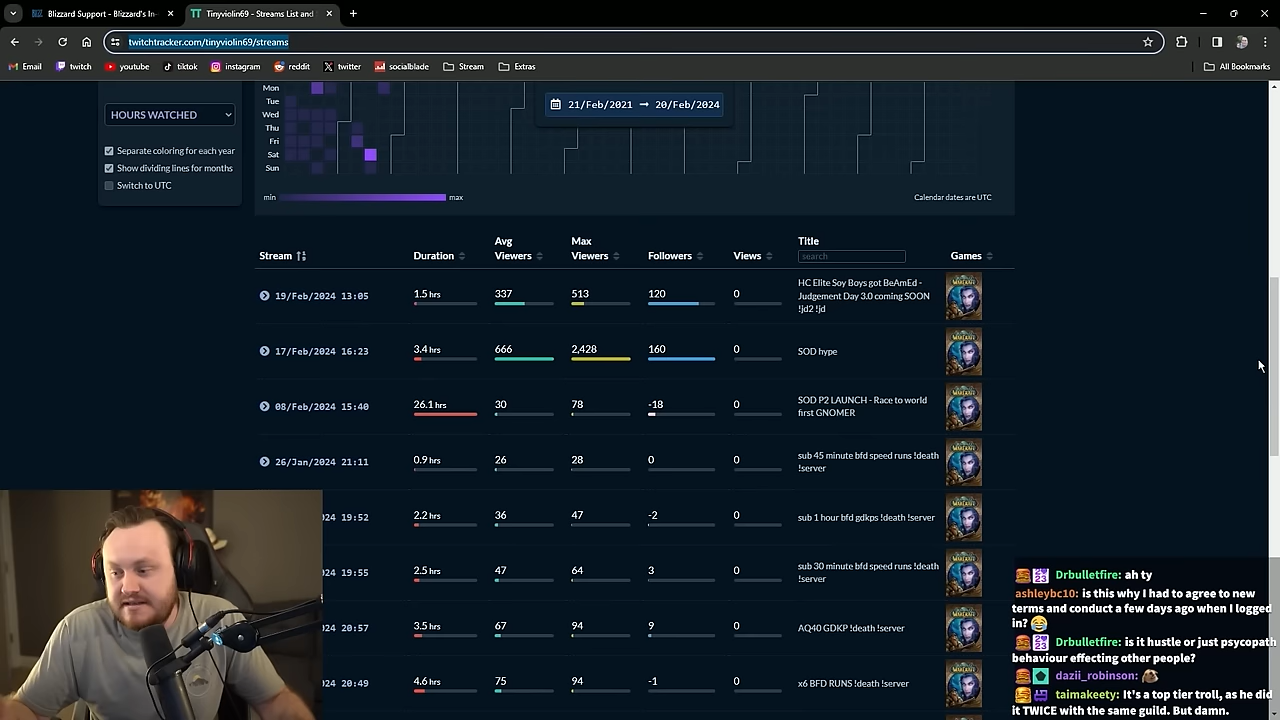 Blizzard Support - Blizzard's In-
Tinyviolin69 - Streams List and
twitchtracker.com/tinyviolin69/streams
Email
twitch
youtube
tiktok
instagram
reddit
twitter
socialblade
Stream
Extras
All Bookmarks
HOURS WATCHED
Separate coloring for each year
Show dividing lines for months
Switch to UTC
Mon
Tue
Wed
Thu
Fri
Sat
Sun
21/Feb/2021 → 20/Feb/2024
min
max
Calendar dates are UTC
Stream
Duration
Avg
Viewers
Max
Viewers
Followers
Views
Title
search
Games
19/Feb/2024 13:05
1.5 hrs
337
513
120
0
HC Elite Soy Boys got BeAmEd -
Judgement Day 3.0 coming SOON
!jd2 !jd
17/Feb/2024 16:23
3.4 hrs
666
2,428
160
0
SOD hype
08/Feb/2024 15:40
26.1 hrs
30
78
-18
0
SOD P2 LAUNCH - Race to world
first GNOMER
26/Jan/2024 21:11
0.9 hrs
26
28
0
0
sub 45 minute bfd speed runs !death
!server
24 19:52
2.2 hrs
36
47
-2
0
sub 1 hour bfd gdkps !death !server
24 19:55
2.5 hrs
47
64
3
0
sub 30 minute bfd speed runs !death
!server
24 20:57
3.5 hrs
67
94
9
0
AQ40 GDKP !death !server
24 20:49
4.6 hrs
75
94
-1
0
x6 BFD RUNS !death !server
Drbulletfire: ah ty
ashleybc10: is this why I had to agree to new
terms and conduct a few days ago when logged
in? 😂
Drbulletfire: is it hustle or just psycopath
behaviour effecting other pople?
dazii_robinson:
taimakeety: It's a top tier troll, as he did
it TWICE with the same guild. But damn.